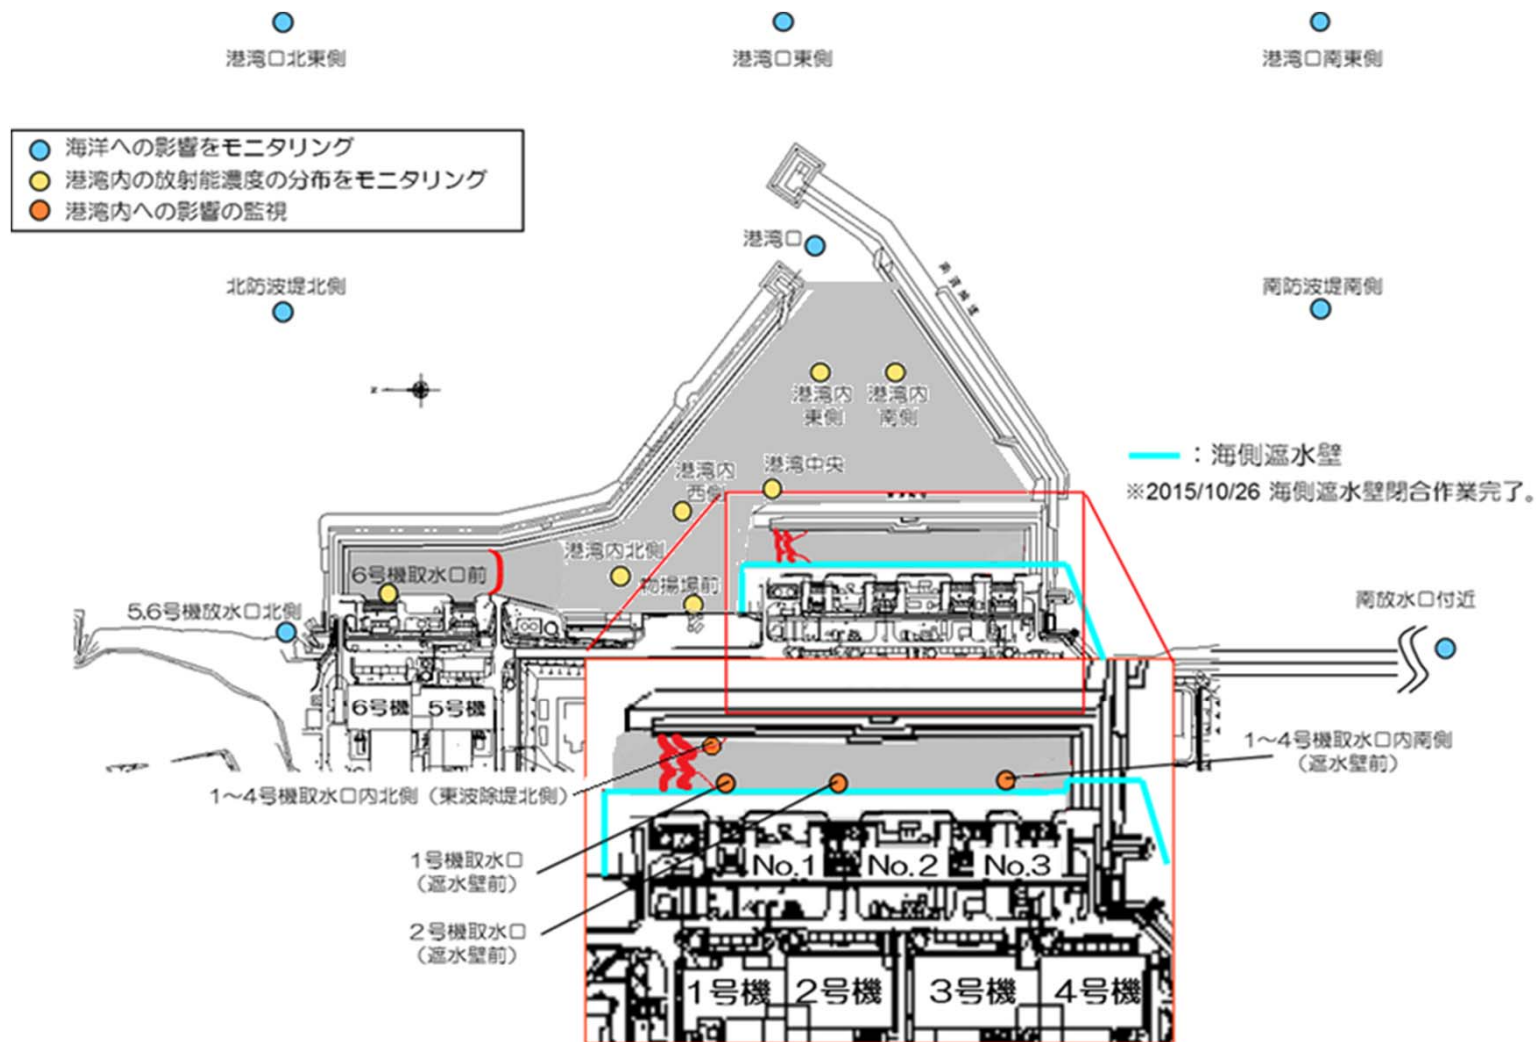 港湾口北東側
港湾口東側
港湾口南東側
海洋への影響をモニタリング
港湾内の放射能濃度の分布をモニタリング
港湾内への影響の監視
港湾口
北防波堤北側
南防波堤南側
N
港湾内
東側
港湾内
南側
港湾内
西側
港湾中央
：海側遮水壁
※2015/10/26 海側遮水壁閉合作業完了。
港湾内北側
6号機取水口前
物揚場前
5,6号機放水口北側
南放水口付近
6号機
5号機
1～4号機取水口内南側
（遮水壁前）
1～4号機取水口内北側（東波除堤北側）
1号機取水口
（遮水壁前）
2号機取水口
（遮水壁前）
No.1
No.2
No.3
1号機
2号機
3号機
4号機